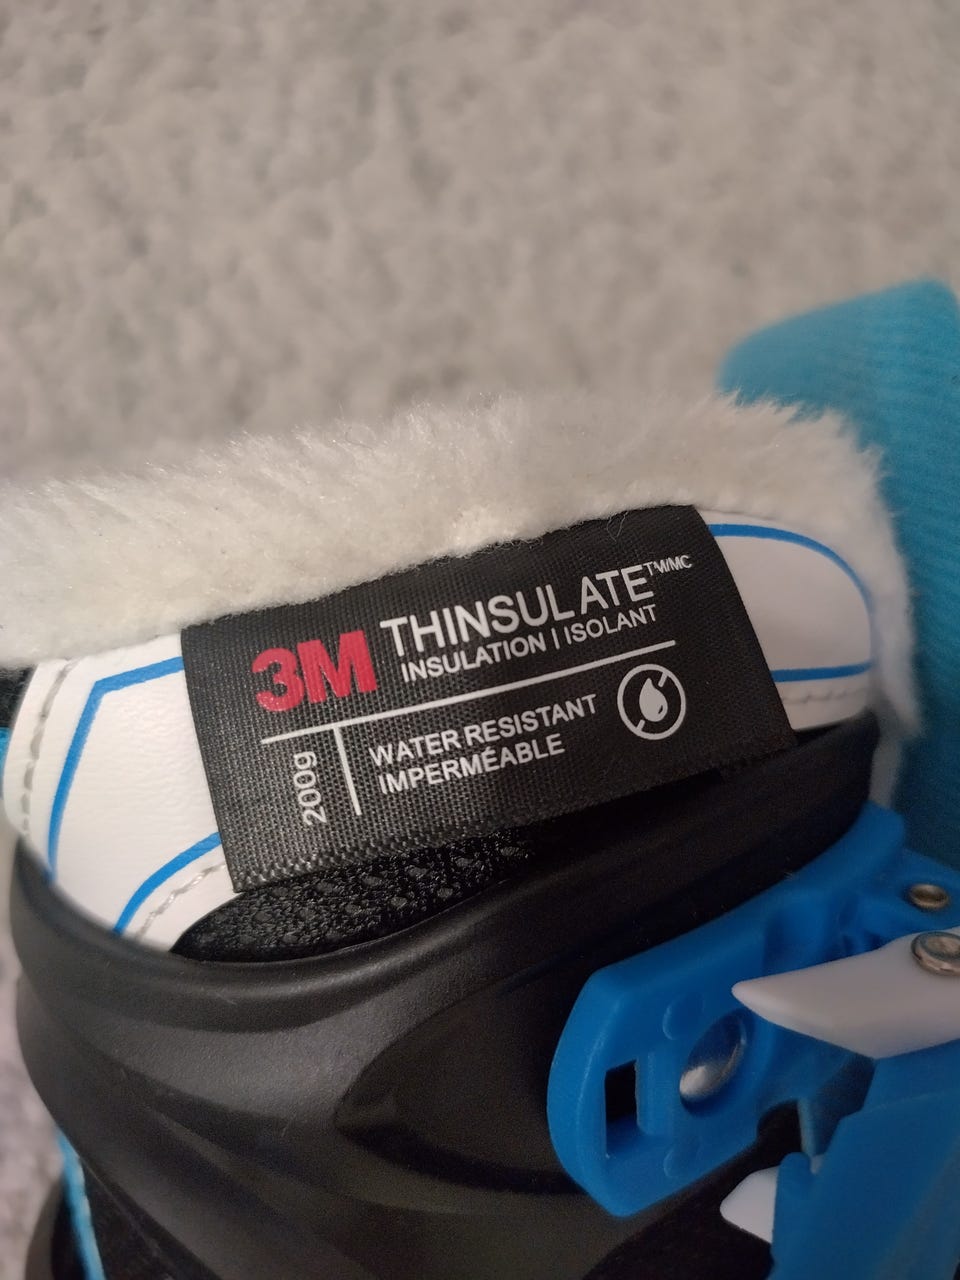 3M THINSULATE™/MC
INSULATION | ISOLANT
200g
WATER RESISTANT
IMPERMÉABLE